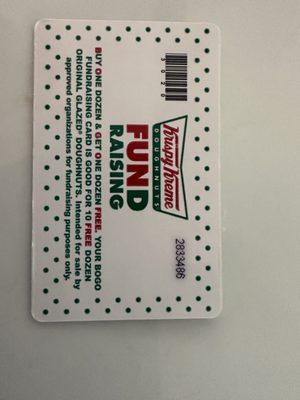 3020
2833486
Krispy Kreme
DOUGHNUTS
FUND
RAISING
BUY ONE DOZEN & GET ONE DOZEN FREE. YOUR BOGO
FUNDRAISING CARD IS GOOD FOR 10 FREE DOZEN
ORIGINAL GLAZED® DOUGHNUTS. Intended for sale by
approved organizations for fundraising purposes only.